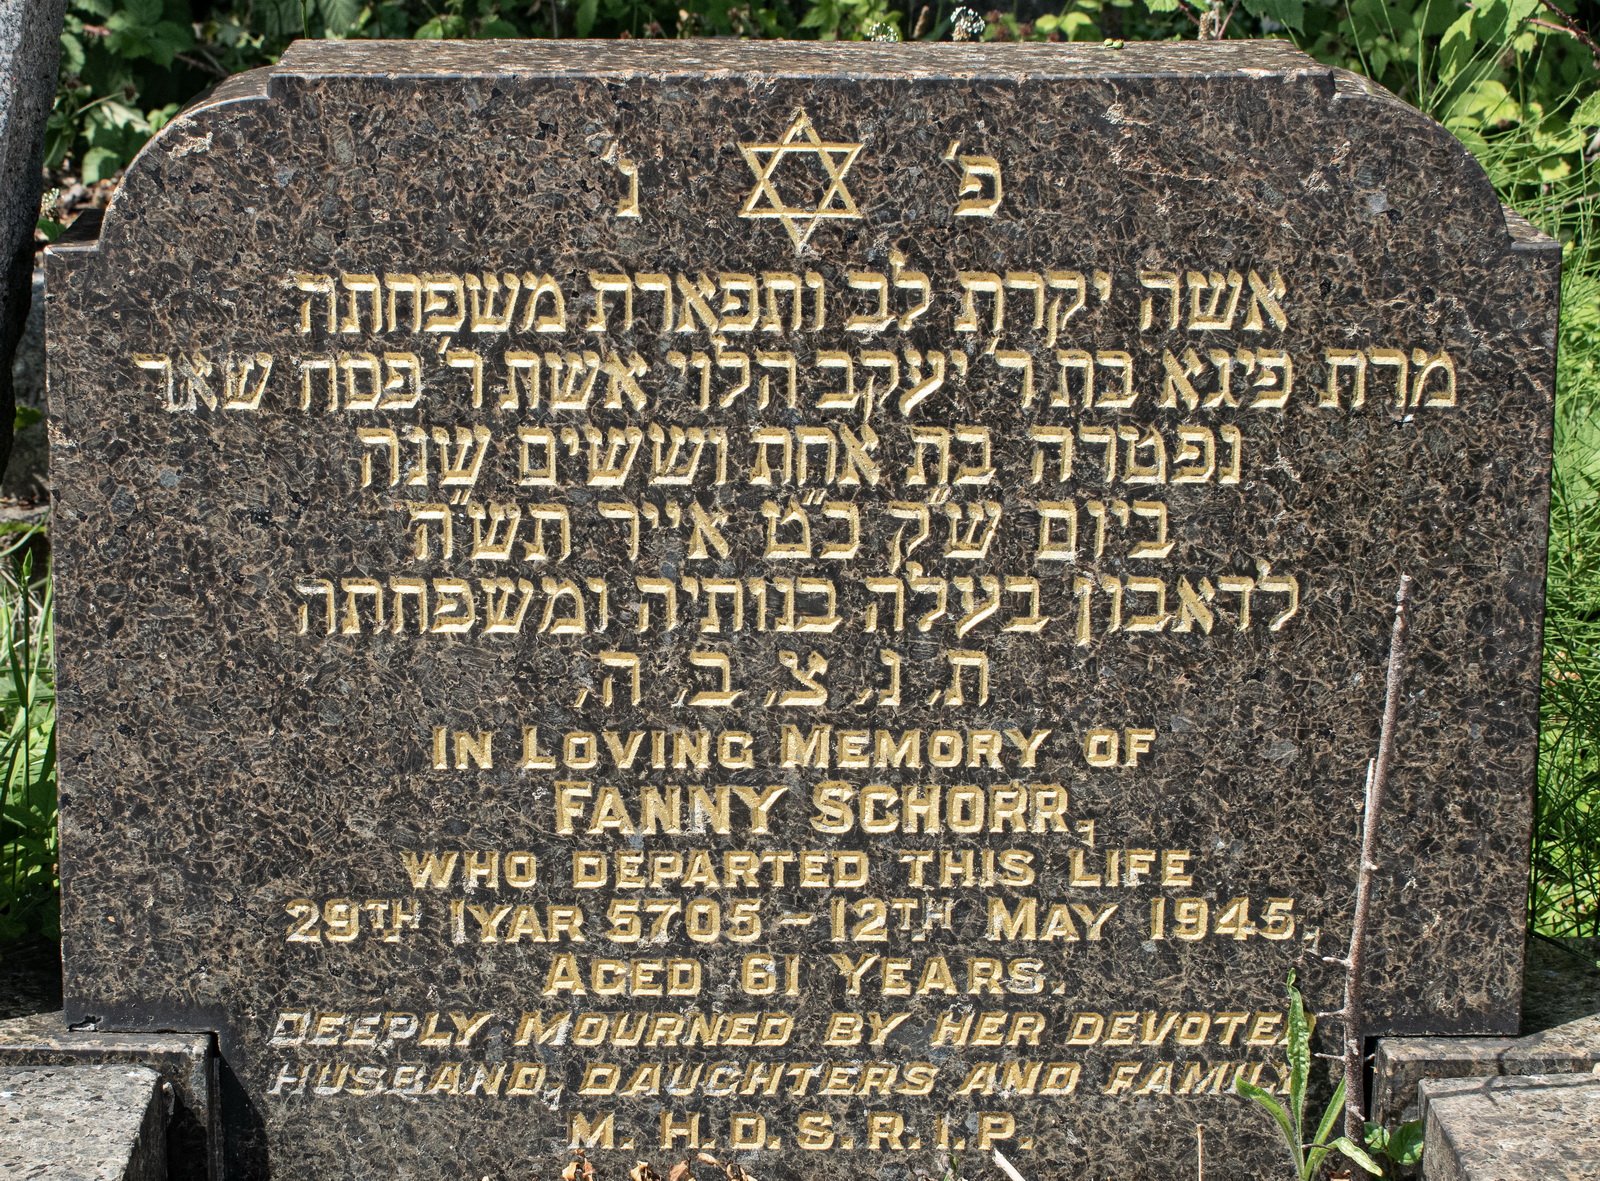 פ' נ'
אשה יקרת לב ותפארת משפחתה
מרת פיגא בת ר' יעקב הלוי אשת ר' פסח שאר
נפטרה בת אחת וששים שנה
ביום ש"ק כ"ט אייר תש"ה
לדאבון בעלה בנותיה ומשפחתה
ת. נ. צ. ב. ה.
IN LOVING MEMORY OF
FANNY SCHORR,
WHO DEPARTED THIS LIFE
29TH IYAR 5705 – 12TH MAY 1945.
AGED 61 YEARS.
DEEPLY MOURNED BY HER DEVOTED
HUSBAND, DAUGHTERS AND FAMILY
M. H. D. S. R. I. P.